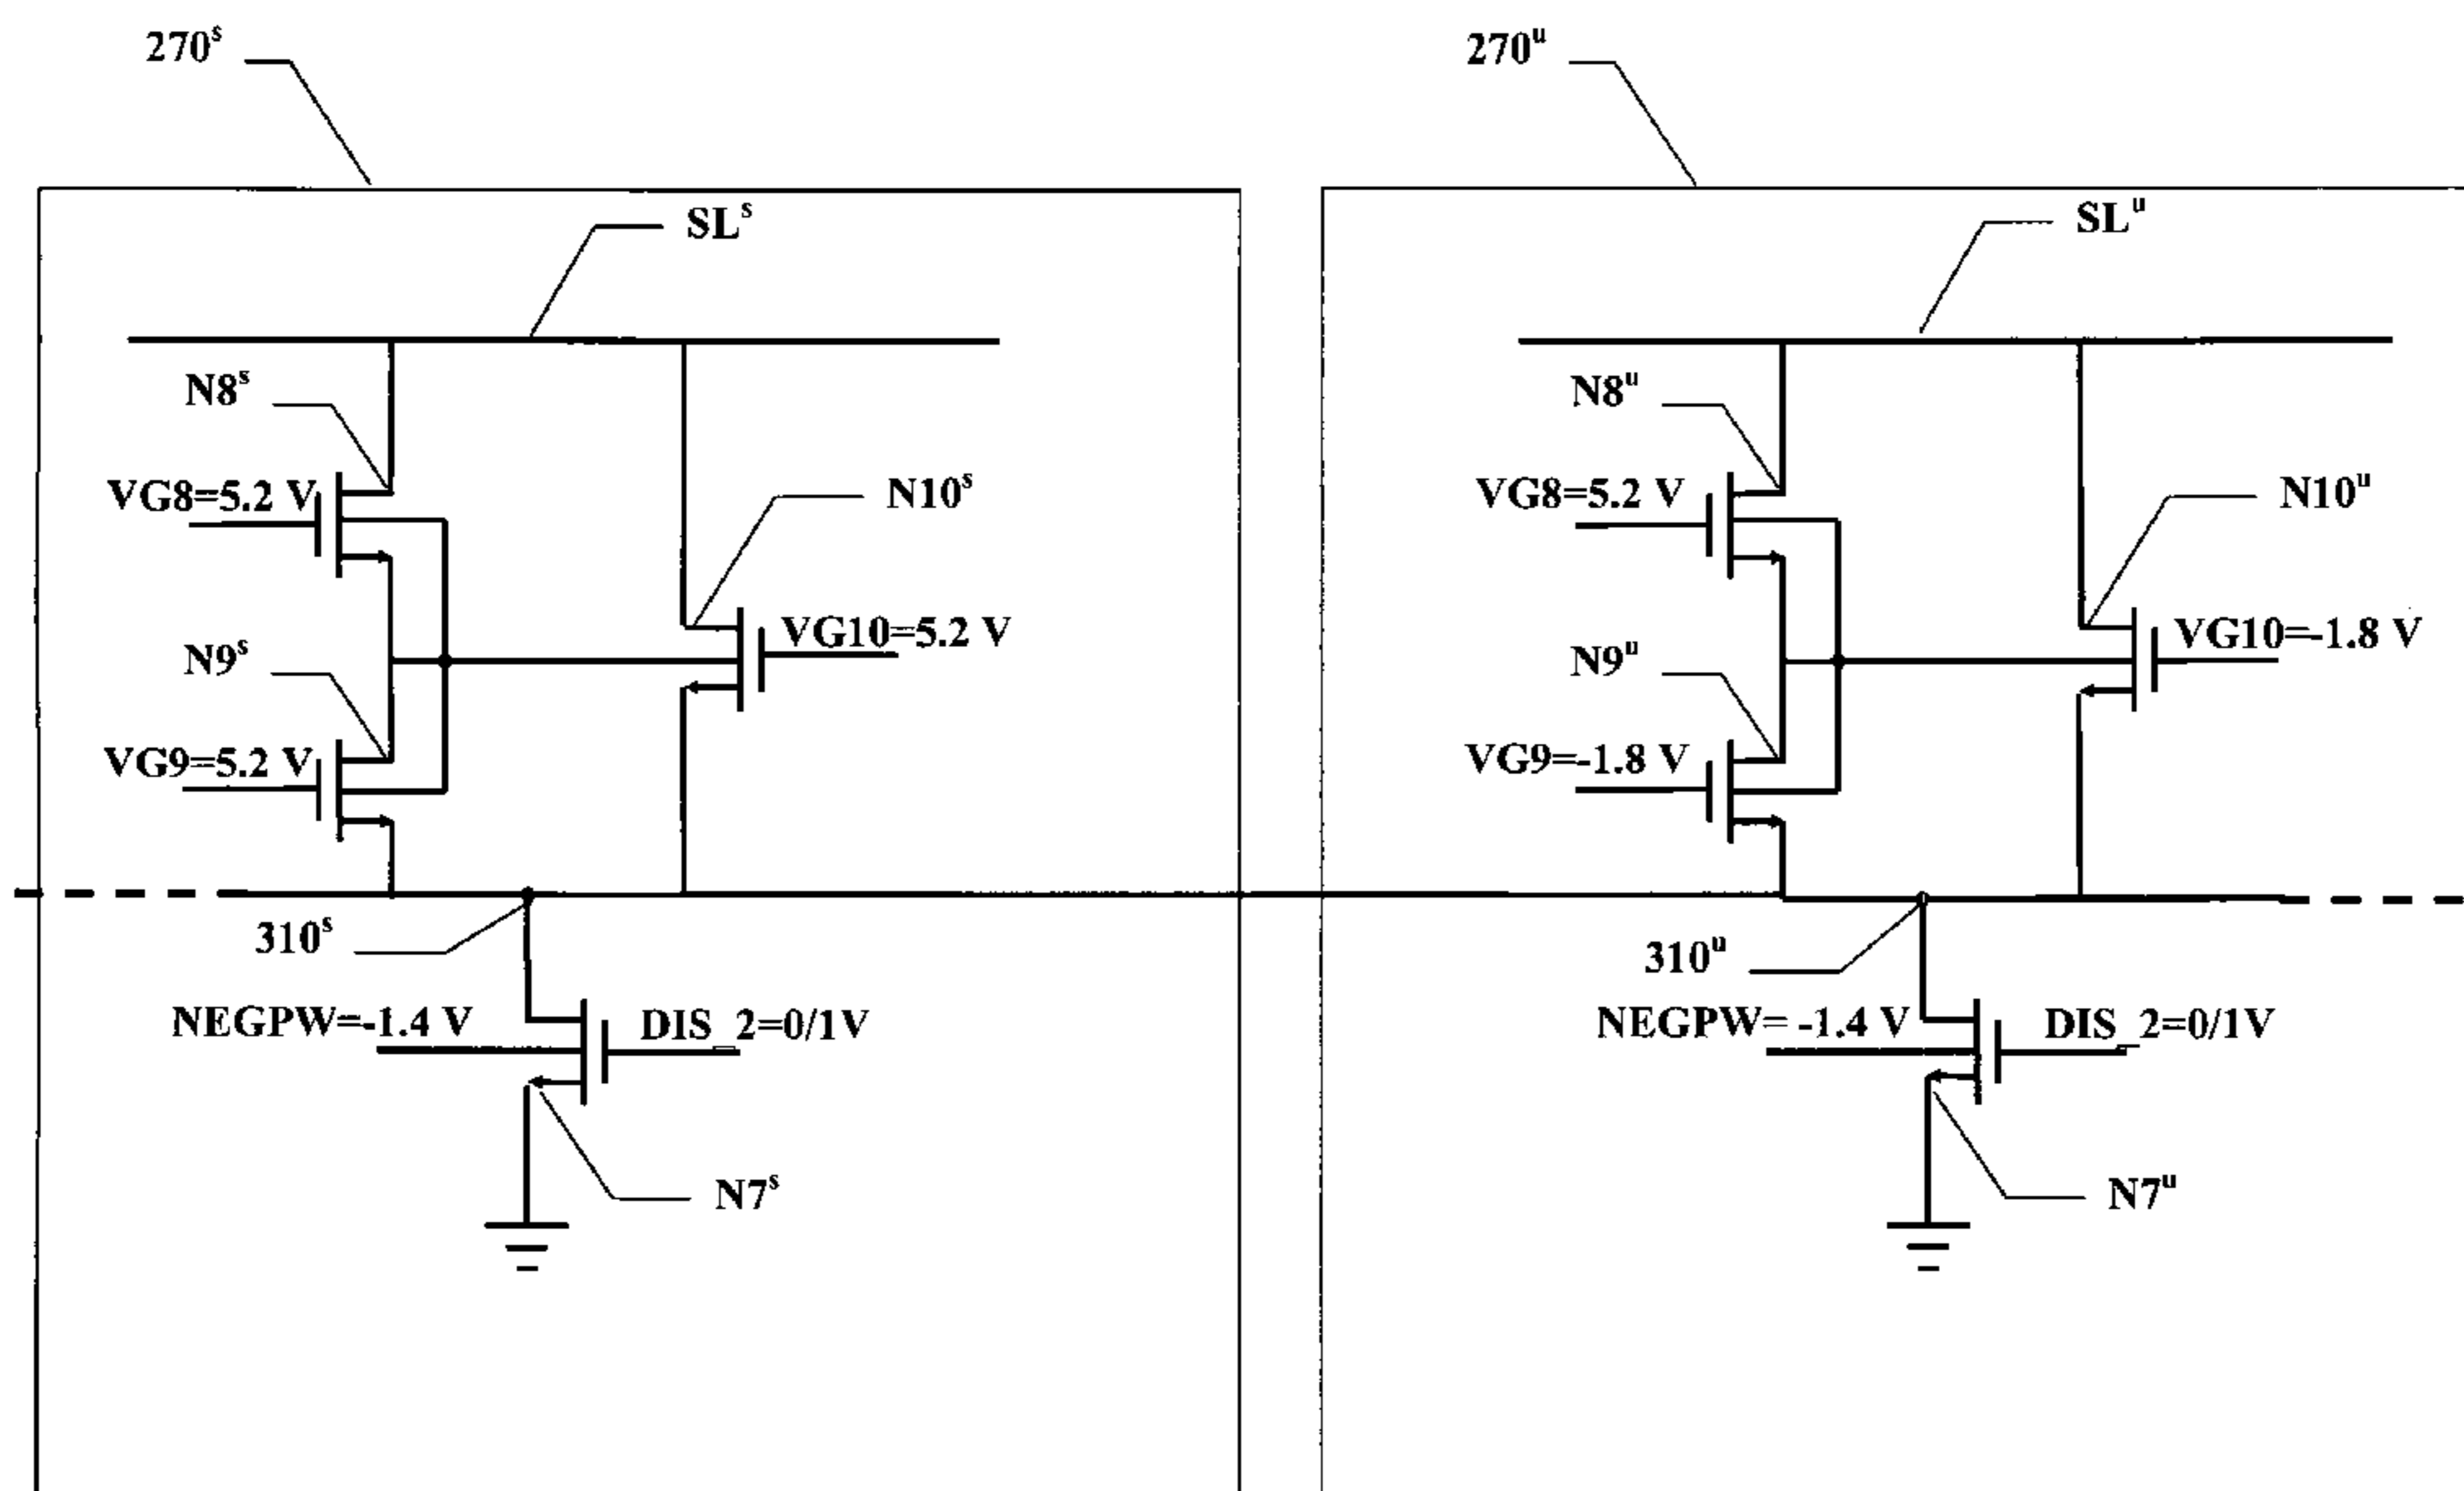 270ˢ
270ᵘ
SLˢ
SLᵘ
N8ˢ
N8ᵘ
VG8=5.2 V
N10ˢ
VG8=5.2 V
N10ᵘ
N9ˢ
VG10=5.2 V
N9ᵘ
VG10=-1.8 V
VG9=5.2 V
VG9=-1.8 V
310ˢ
310ᵘ
NEGPW=-1.4 V
DIS_2=0/1V
NEGPW= -1.4 V
DIS_2=0/1V
N7ˢ
N7ᵘ